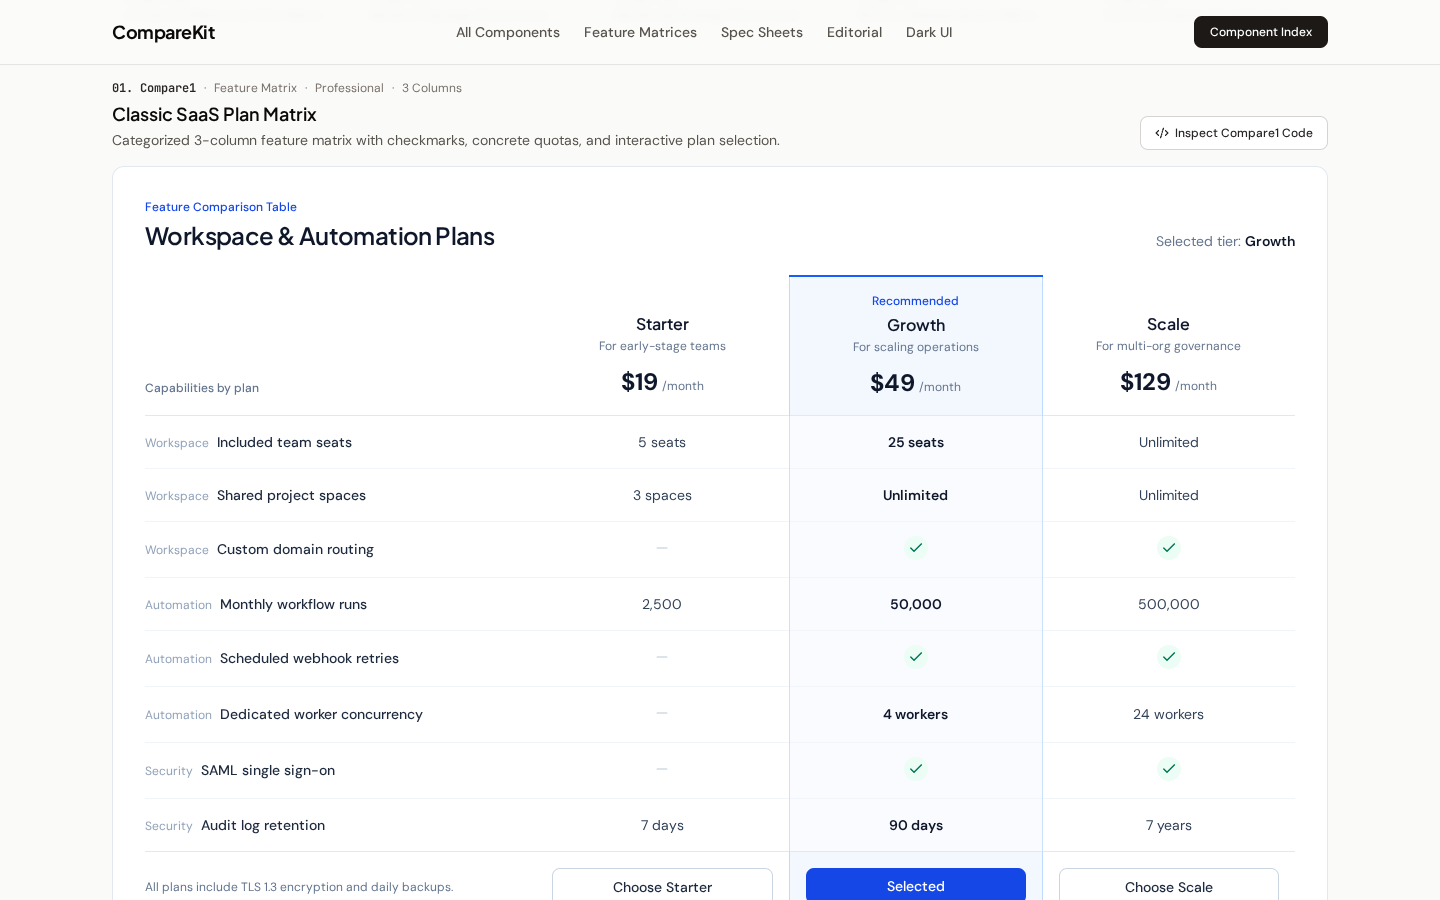 CompareKit
All Components
Feature Matrices
Spec Sheets
Editorial
Dark UI
Component Index
01. Compare1 · Feature Matrix · Professional · 3 Columns
Classic SaaS Plan Matrix
Categorized 3-column feature matrix with checkmarks, concrete quotas, and interactive plan selection.
Inspect Compare1 Code
Feature Comparison Table
Workspace & Automation Plans
Selected tier: Growth
Capabilities by plan
Starter
For early-stage teams
$19 /month
Recommended
Growth
For scaling operations
$49 /month
Scale
For multi-org governance
$129 /month
Workspace Included team seats 5 seats 25 seats Unlimited
Workspace Shared project spaces 3 spaces Unlimited Unlimited
Workspace Custom domain routing — ✓ ✓
Automation Monthly workflow runs 2,500 50,000 500,000
Automation Scheduled webhook retries — ✓ ✓
Automation Dedicated worker concurrency — 4 workers 24 workers
Security SAML single sign-on — ✓ ✓
Security Audit log retention 7 days 90 days 7 years
All plans include TLS 1.3 encryption and daily backups. Choose Starter Selected Choose Scale